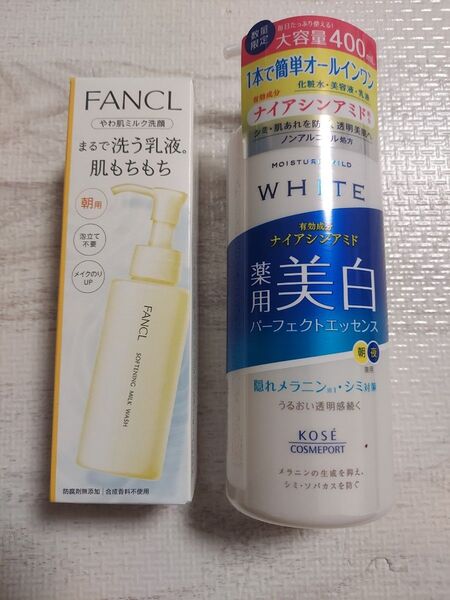 FANCL
やわ肌ミルク洗顔
まるで洗う乳液。
肌もちもち
朝用
泡立て
不要
メイクのり
UP
FANCL
SOFTENING MILK WASH
防腐剤無添加 合成香料不使用
数量
限定
毎日たっぷり使える!
大容量400mL
1本で簡単オールインワン
化粧水・美容液・乳液
有効成分
ナイアシンアミド
シミ・肌あれを防ぎ、透明美肌へ
ノンアルコール処方
MOISTURE MILD
WHITE
有効成分
ナイアシンアミド
薬用美白
パーフェクトエッセンス
朝 夜
隠れメラニン ・シミ対策
うるおい透明感続く
KOSÉ
COSMEPORT
メラニンの生成を抑え、
シミ・ソバカスを防ぐ